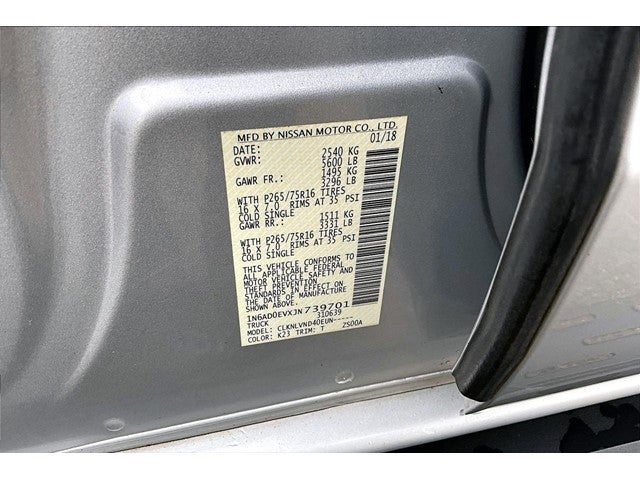 MFD BY NISSAN MOTOR CO., LTD.
DATE: 01/18
GVWR: 2540 KG
5600 LB
GAWR FR.: 1495 KG
3296 LB
WITH P265/75R16 TIRES
16 X 7.0 RIMS AT 35 PSI
COLD SINGLE
GAWR RR.: 1511 KG
3331 LB
WITH P265/75R16 TIRES
16 X 7.0 RIMS AT 35 PSI
COLD SINGLE
THIS VEHICLE CONFORMS TO
ALL APPLICABLE FEDERAL
MOTOR VEHICLE SAFETY AND
STANDARDS IN EFFECT
ON THE DATE OF
MANUFACTURE SHOWN ABOVE.
1N6AD0EVXJN739701
TRUCK 310639
MODEL: CLKNLVND40EUN-----
COLOR: K23 TRIM: T ZS00A